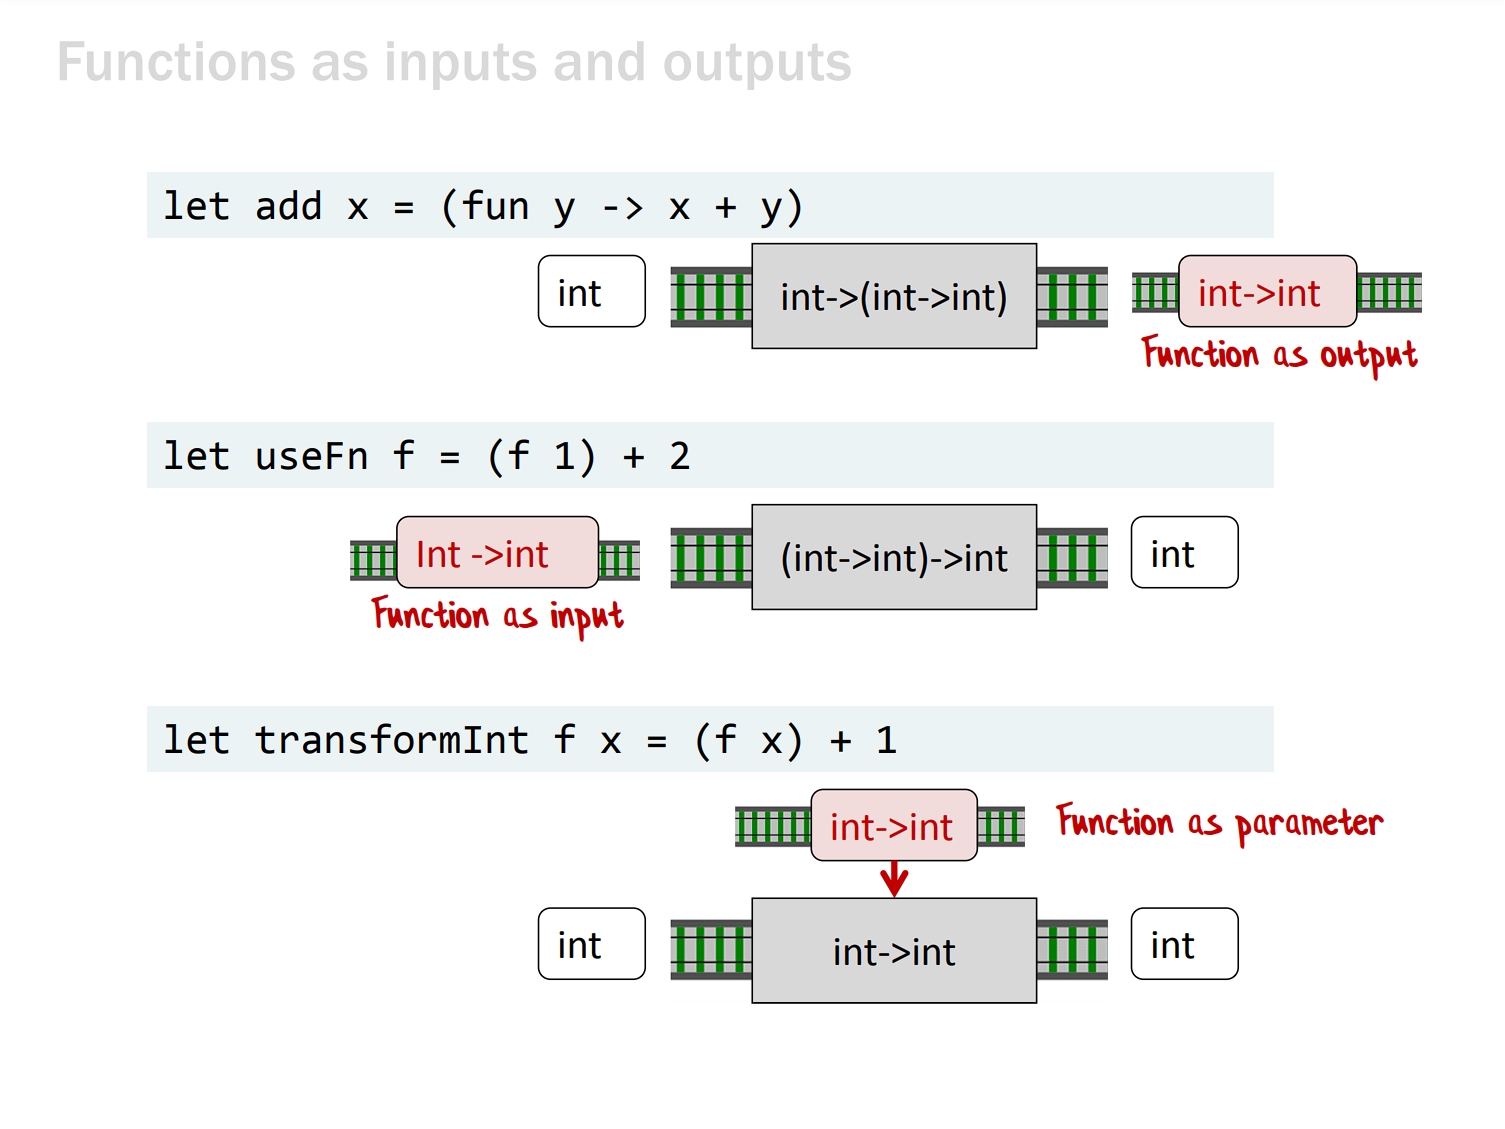 Functions as inputs and outputs
let add x = (fun y -> x + y)
int
int->(int->int)
int->int
Function as output
let useFn f = (f 1) + 2
Int ->int
(int->int)->int
int
Function as input
let transformInt f x = (f x) + 1
int->int
Function as parameter
int
int->int
int